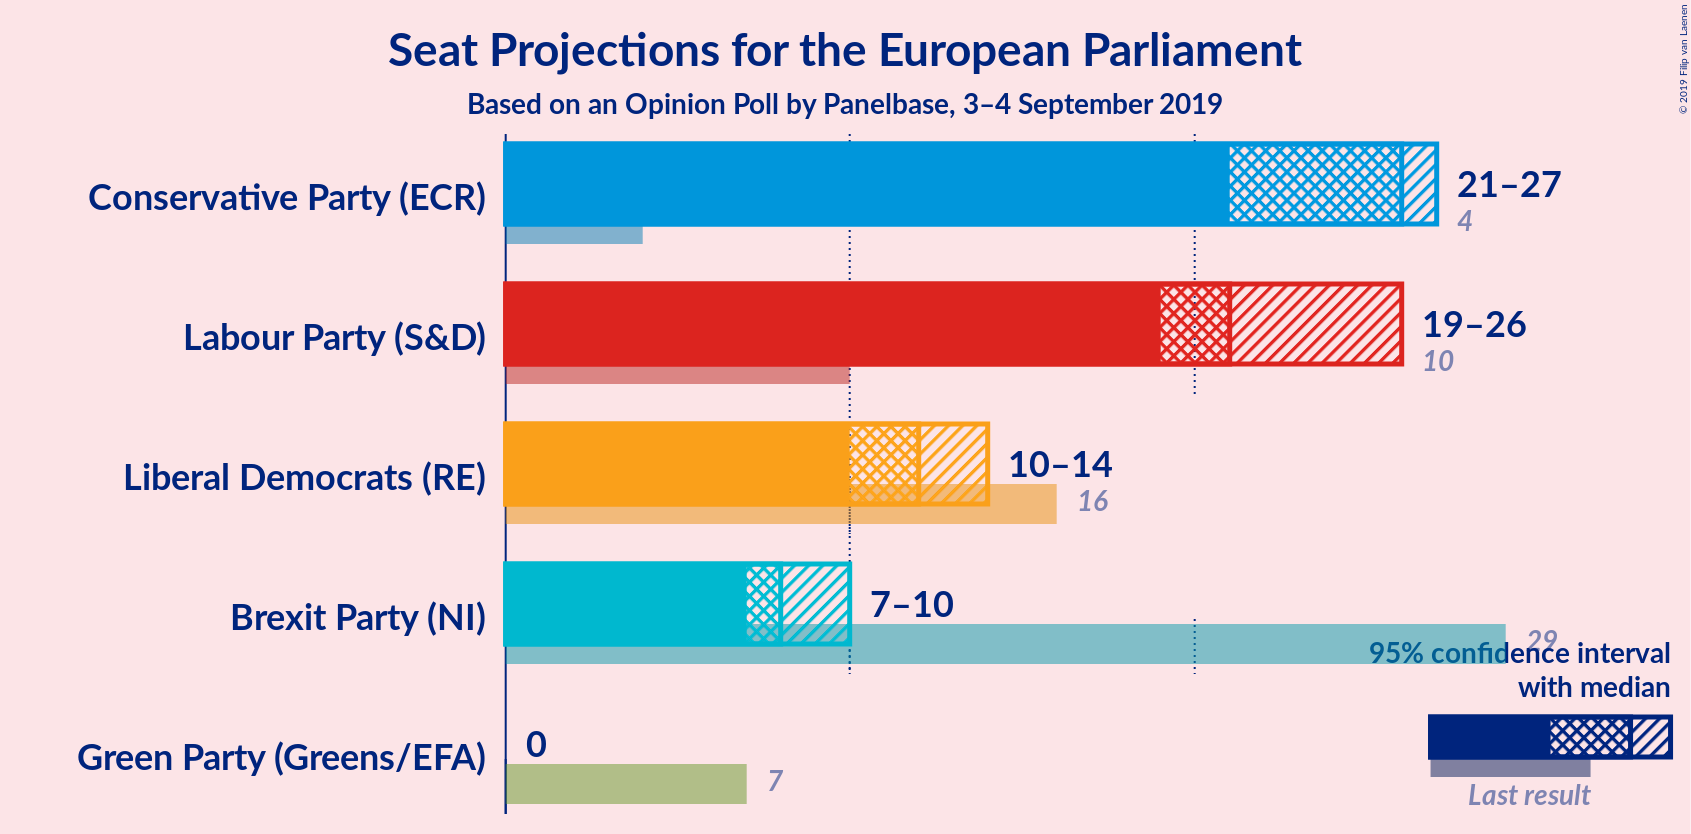 Seat Projections for the European Parliament
Based on an Opinion Poll by Panelbase, 3–4 September 2019
© 2019 Filip van Laenen
Conservative Party (ECR)
21–27
4
Labour Party (S&D)
19–26
10
Liberal Democrats (RE)
10–14
16
Brexit Party (NI)
7–10
29
Green Party (Greens/EFA)
0
7
95% confidence interval
with median
Last result